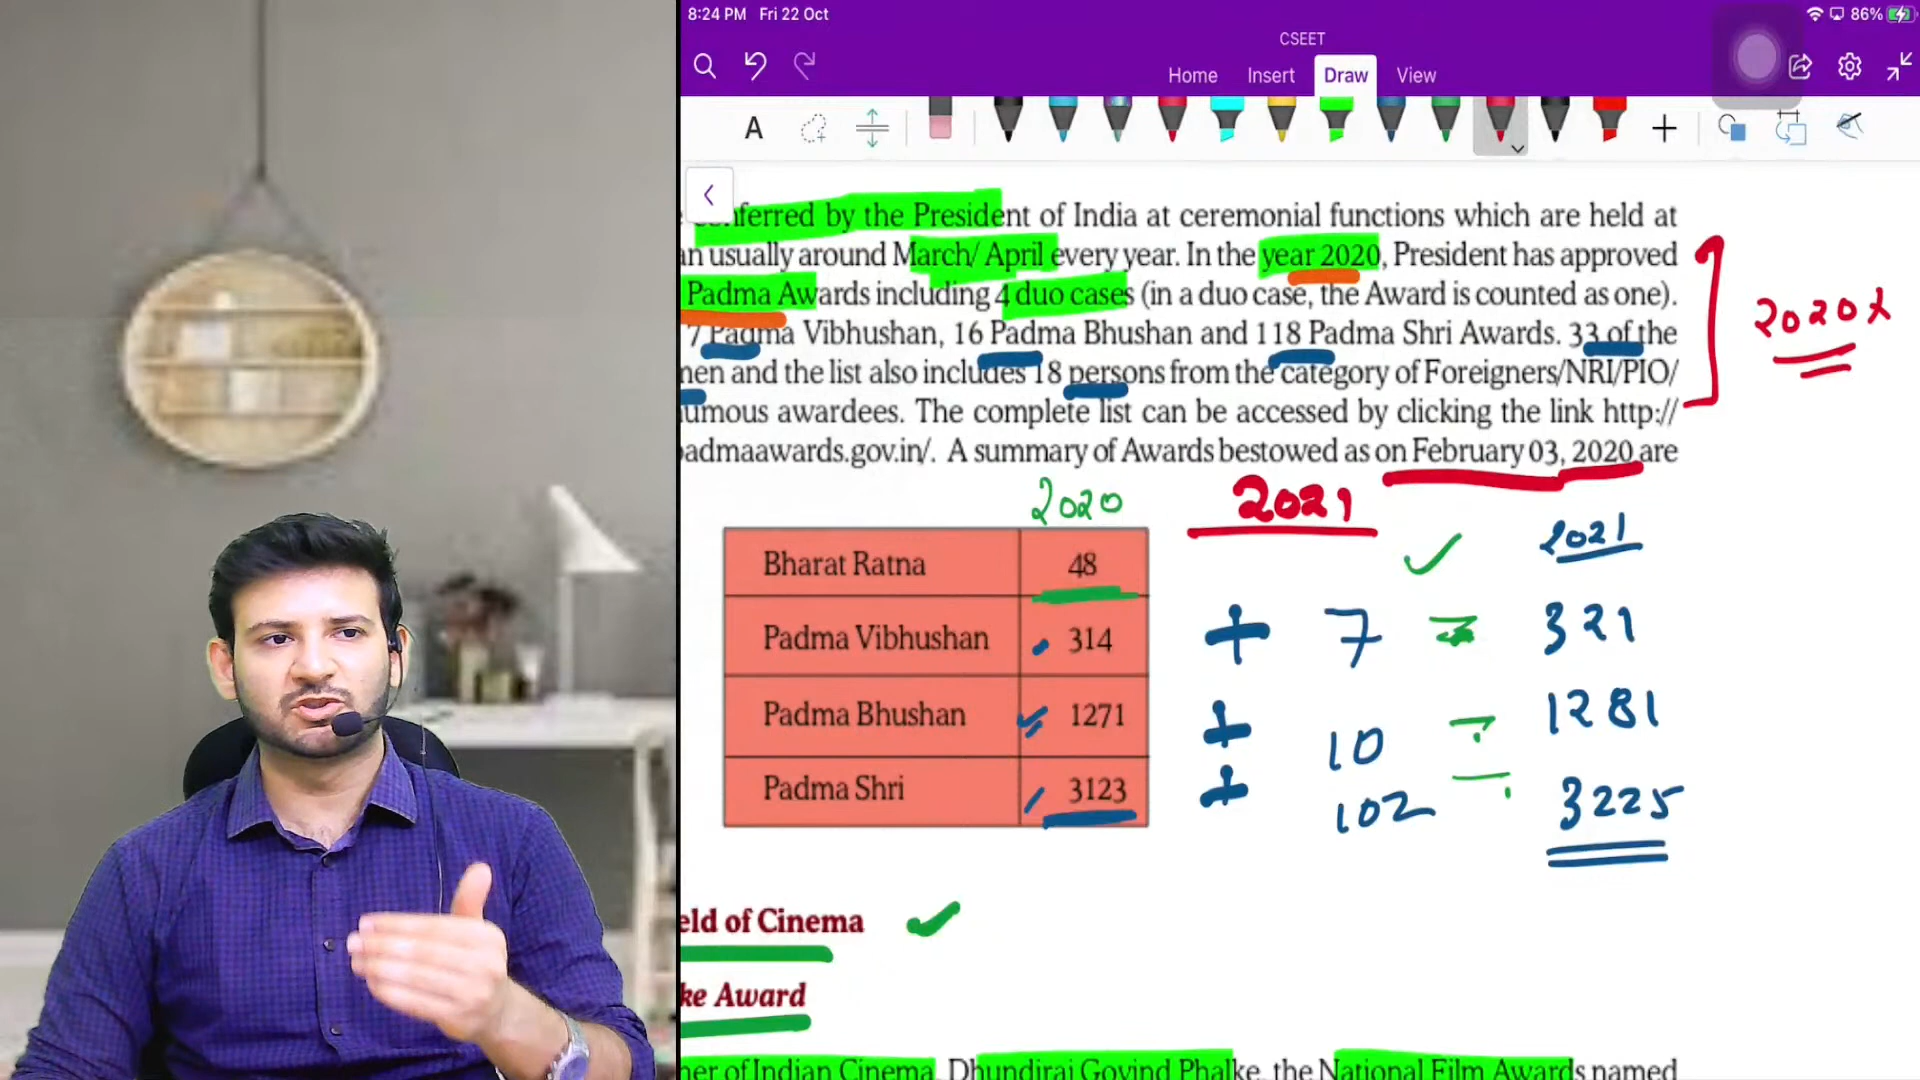 8:24 PM Fri 22 Oct
86%
CSEET
Home Insert Draw View
A
nferred by the President of India at ceremonial functions which are held at
an usually around March/ April every year. In the year 2020, President has approved
Padma Awards including 4 duo cases (in a duo case, the Award is counted as one).
7 Padma Vibhushan, 16 Padma Bhushan and 118 Padma Shri Awards. 33 of the
men and the list also includes 18 persons from the category of Foreigners/NRI/PIO/
umous awardees. The complete list can be accessed by clicking the link http://
padmaawards.gov.in/. A summary of Awards bestowed as on February 03, 2020 are
2020
2020 2021 2021
Bharat Ratna 48
Padma Vibhushan 314 + 7 = 321
Padma Bhushan 1271 + 10 = 1281
Padma Shri 3123 + 102 = 3225
eld of Cinema
ke Award
her of Indian Cinema, Dhundiraj Govind Phalke, the National Film Awards named